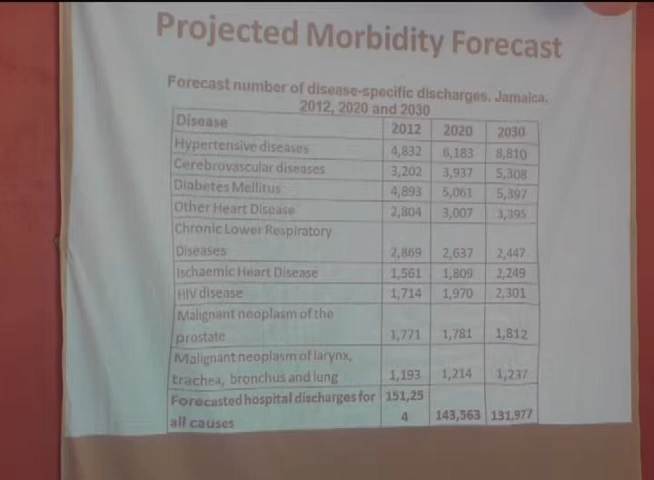 Projected Morbidity Forecast
Forecast number of disease-specific discharges. Jamaica.
2012, 2020 and 2030
Disease 2012 2020 2030
Hypertensive diseases 4,832 6,183 8,810
Cerebrovascular diseases 3,202 3,937 5,308
Diabetes Mellitus 4,893 5,061 5,397
Other Heart Disease 2,804 3,007 3,395
Chronic Lower Respiratory
Diseases 2,869 2,637 2,447
Ischaemic Heart Disease 1,561 1,809 2,249
HIV disease 1,714 1,970 2,301
Malignant neoplasm of the
prostate 1,771 1,781 1,812
Malignant neoplasm of larynx,
trachea, bronchus and lung 1,193 1,214 1,237
Forecasted hospital discharges for 151,25
all causes 4 143,563 131,977